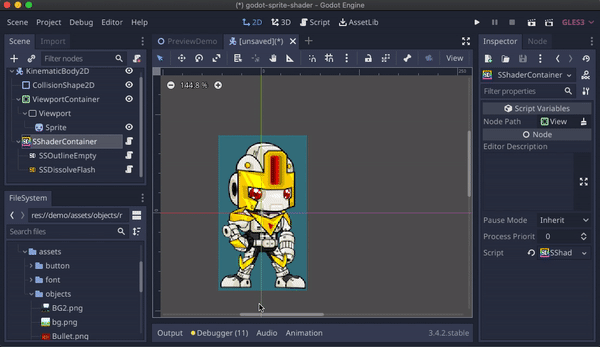 (*) godot-sprite-shader - Godot Engine
Scene Project Debug Editor Help
2D 3D Script AssetLib
GLES3
Scene Import
Filter nodes
KinematicBody2D
CollisionShape2D
ViewportContainer
Viewport
Sprite
SShaderContainer
SSOutlineEmpty
SSDissolveFlash
FileSystem
res://demo/assets/objects/r
Search files
assets
button
font
objects
BG2.png
bg.png
Bullet.png
PreviewDemo [unsaved](*)
View
144.8 %
0
250
Output Debugger (11) Audio Animation 3.4.2.stable
Inspector Node
SShaderContainer
Filter properties
Script Variables
Node Path View
Node
Editor Description
Pause Mode Inherit
Process Priorit 0
Script SShad